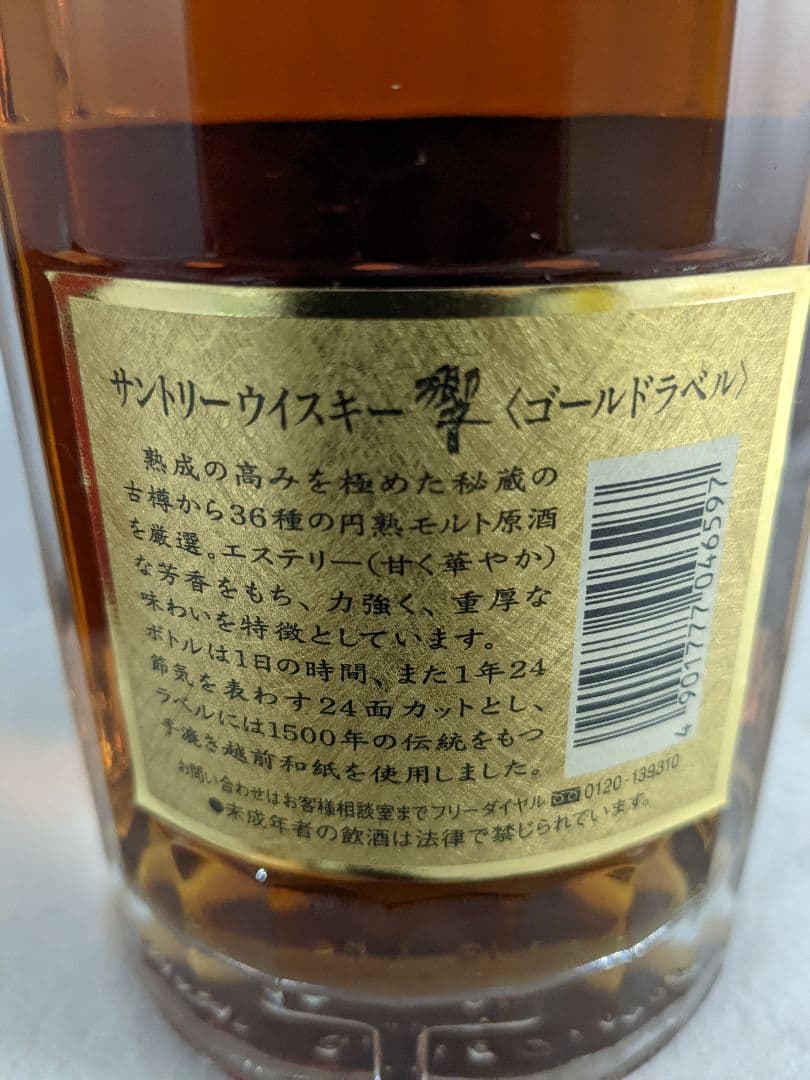 サントリーウイスキー 響 〈ゴールドラベル〉
熟成の高みを極めた秘蔵の
古樽から36種の円熟モルト原酒
を厳選。エステリー(甘く華やか)
な芳香をもち、力強く、重厚な
味わいを特徴としています。
ボトルは1日の時間、また1年24
節気を表わす24面カットとし、
ラベルには1500年の伝統をもつ
手漉き越前和紙を使用しました。
お問い合わせはお客様相談室までフリーダイヤル 0120-139310
●未成年者の飲酒は法律で禁じられています。
4 901777 046597